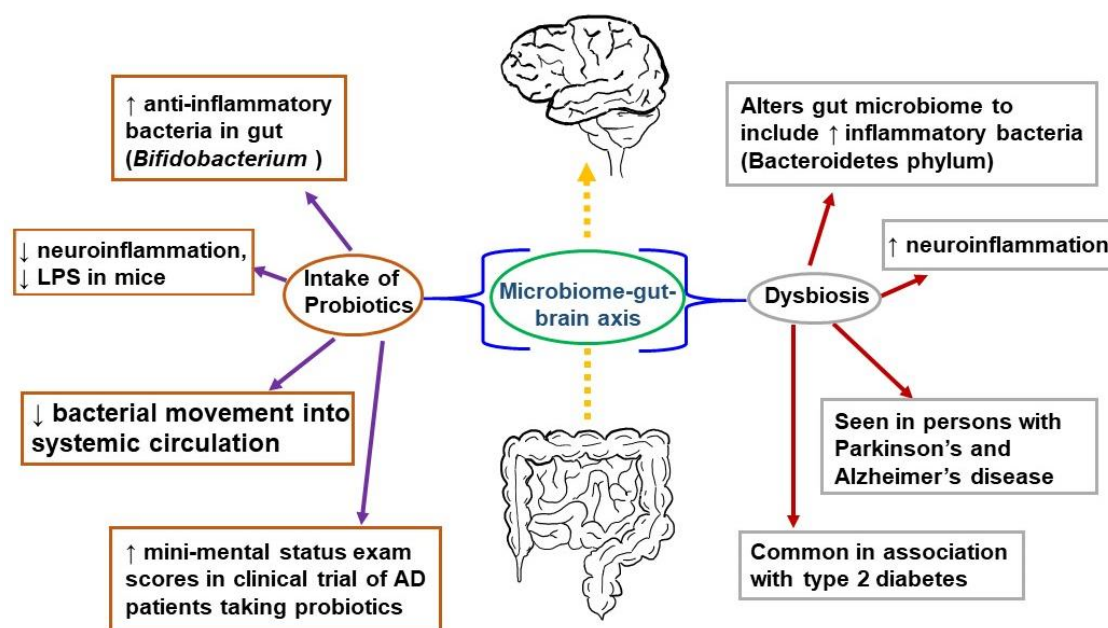 ↑ anti-inflammatory
bacteria in gut
(Bifidobacterium )
↓ neuroinflammation,
↓ LPS in mice
Intake of
Probiotics
↓ bacterial movement into
systemic circulation
↑ mini-mental status exam
scores in clinical trial of AD
patients taking probiotics
Microbiome-gut-
brain axis
Alters gut microbiome to
include ↑ inflammatory bacteria
(Bacteroidetes phylum)
↑ neuroinflammation
Dysbiosis
Seen in persons with
Parkinson’s and
Alzheimer’s disease
Common in association
with type 2 diabetes